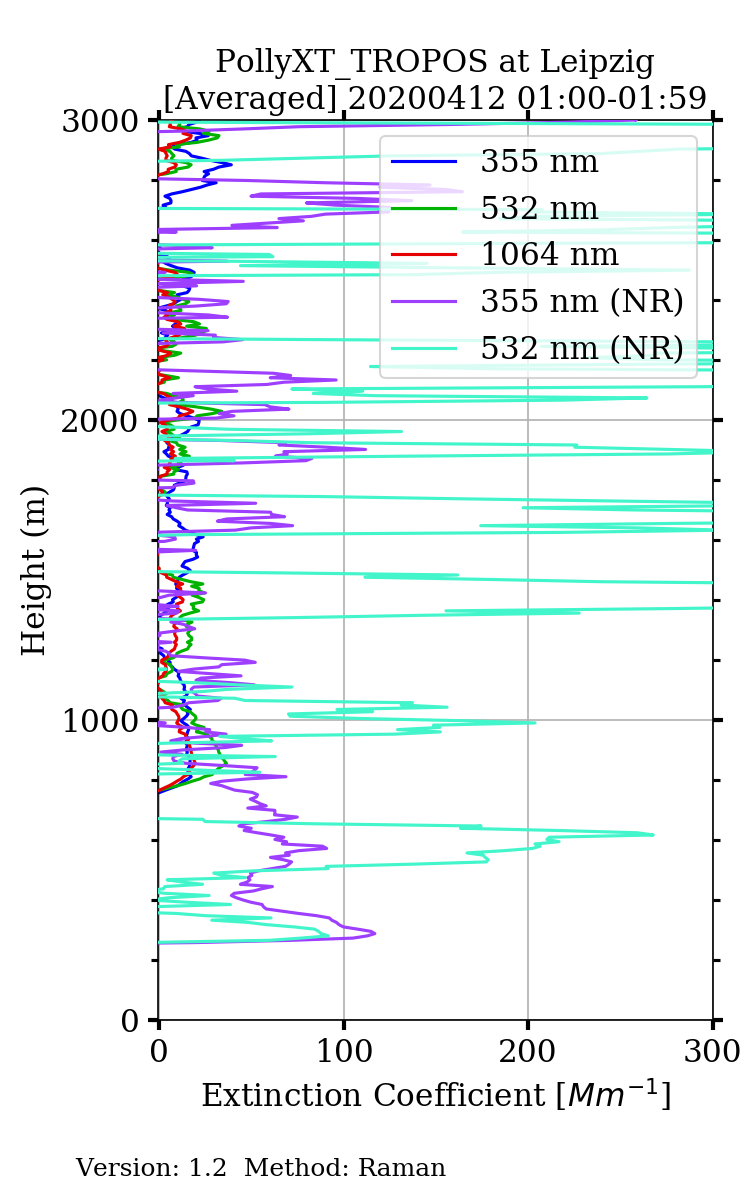 PollyXT_TROPOS at Leipzig
[Averaged] 20200412 01:00-01:59
3000
2000
1000
0
Height (m)
355 nm
532 nm
1064 nm
355 nm (NR)
532 nm (NR)
0 100 200 300
Extinction Coefficient [Mm⁻¹]
Version: 1.2 Method: Raman